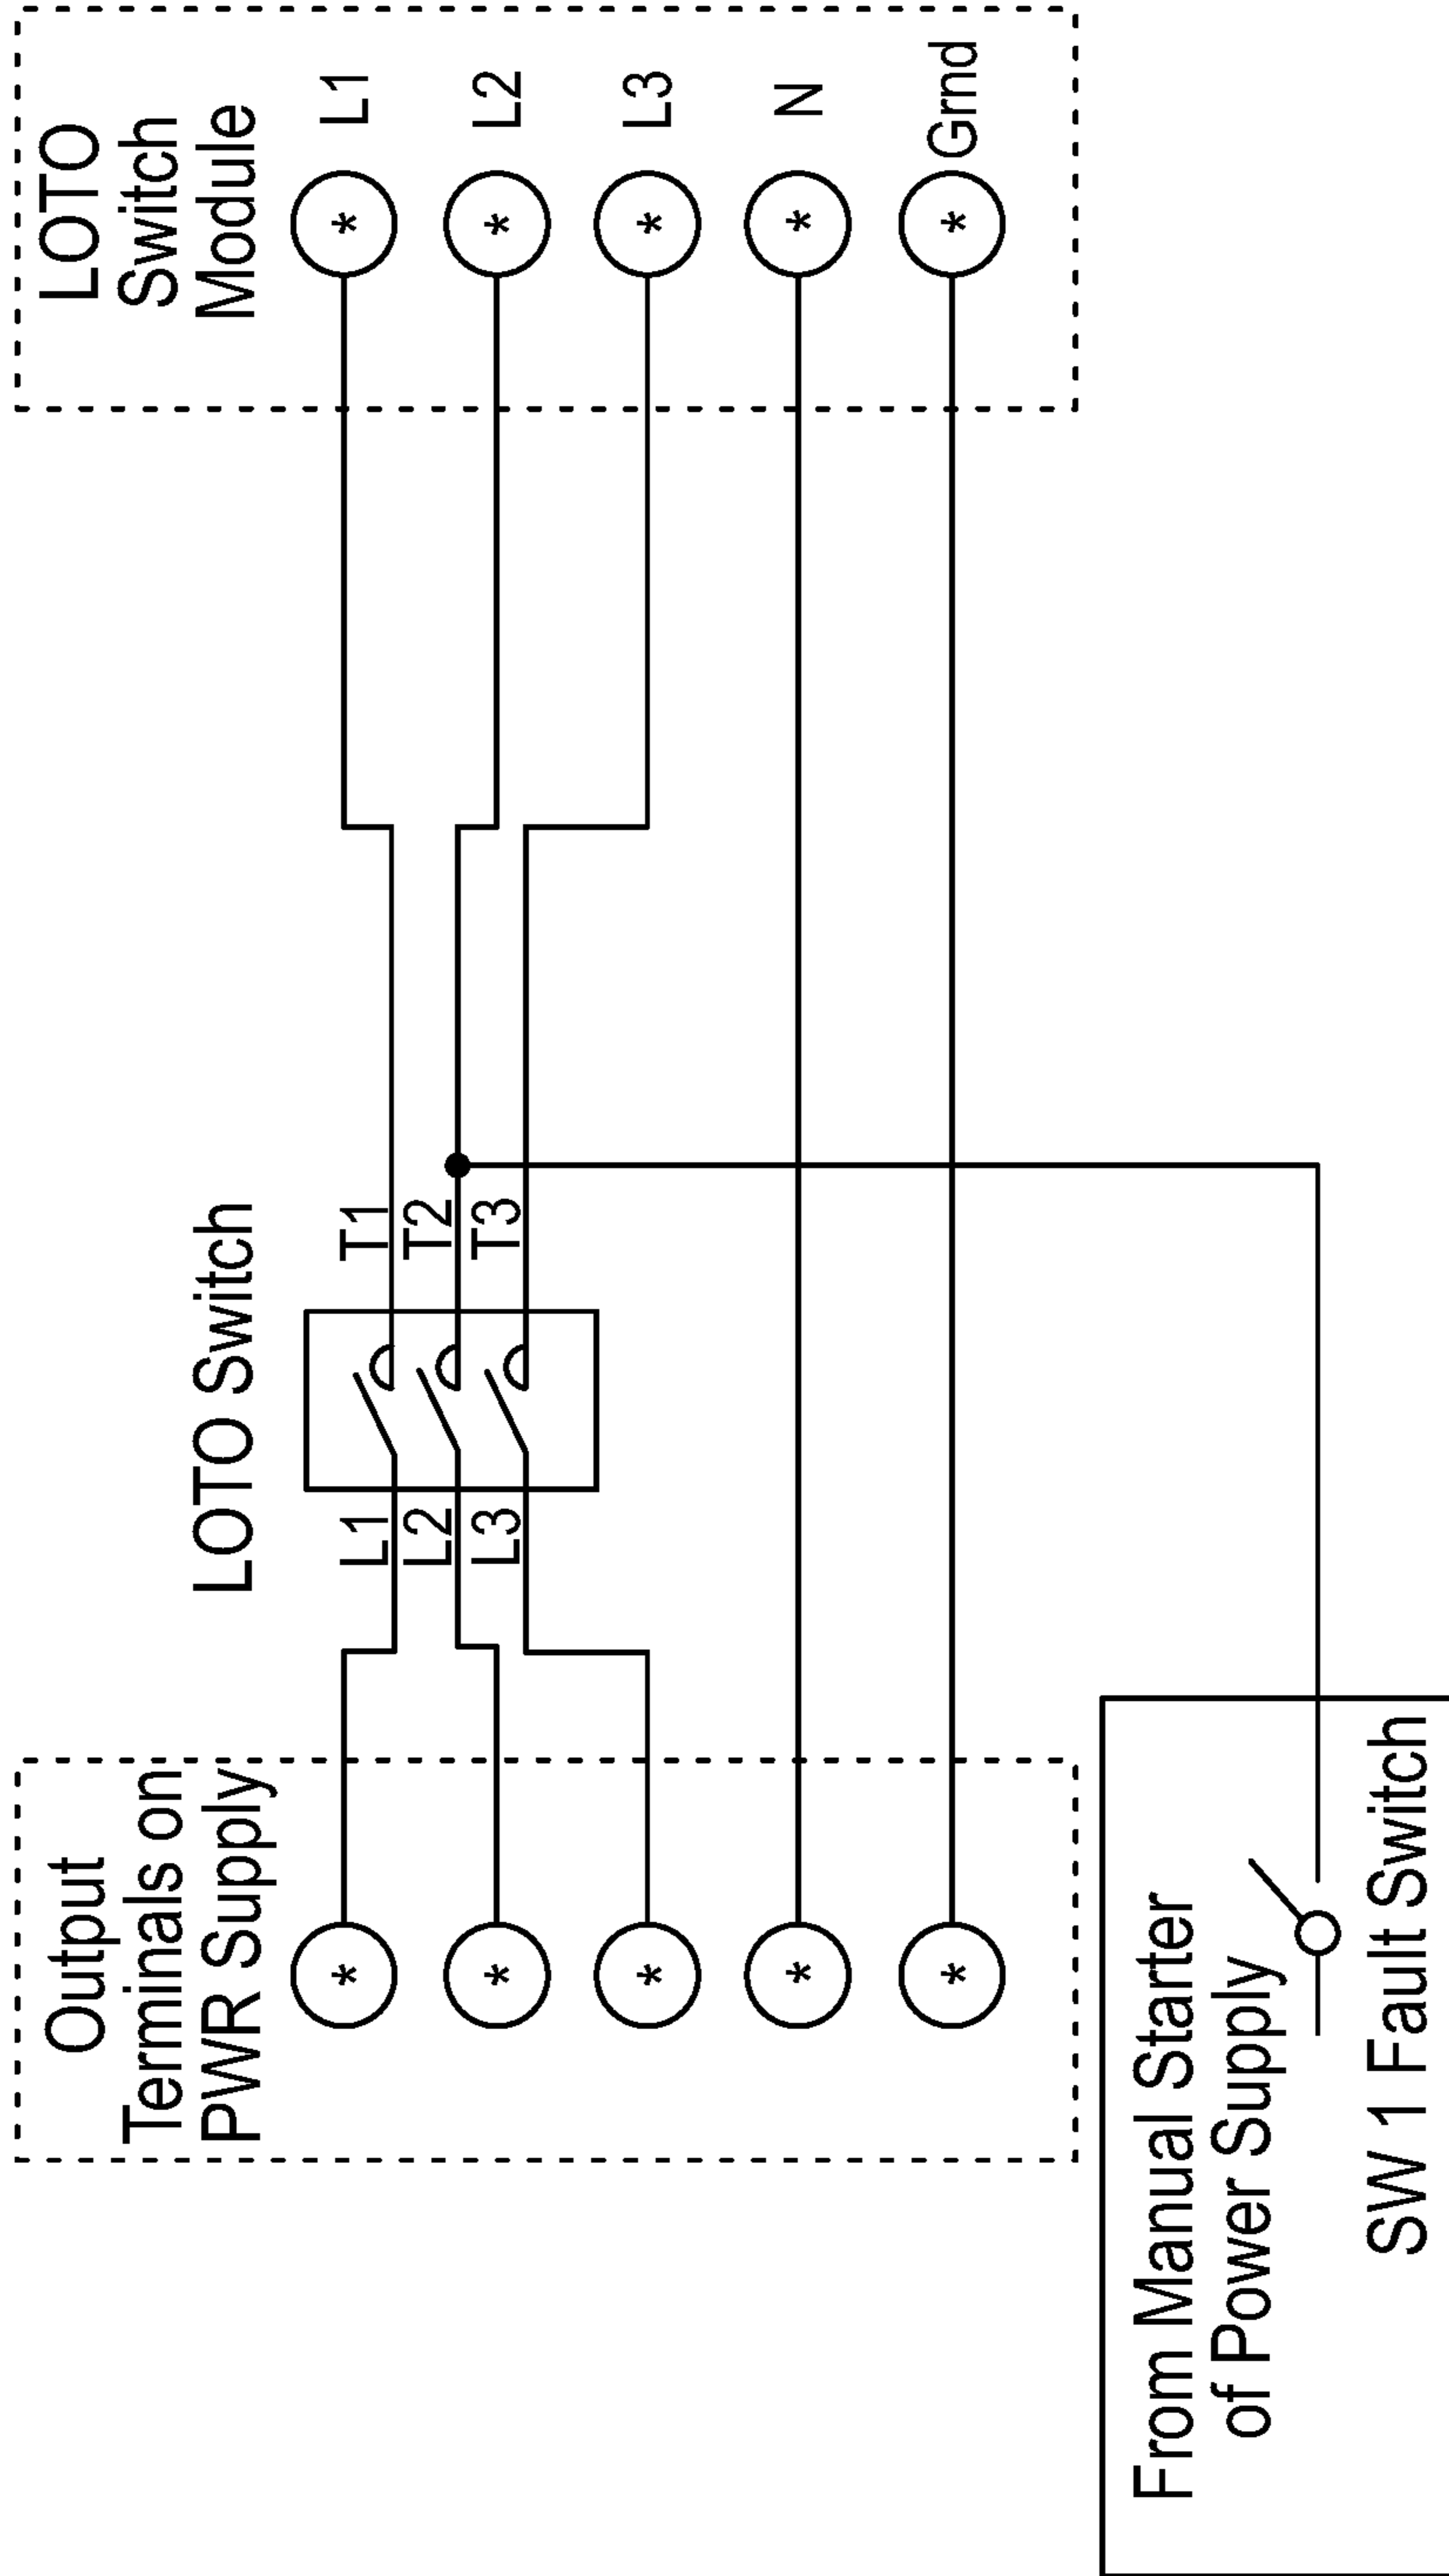 Output
Terminals on
PWR Supply
*
*
*
*
*
LOTO Switch
L1
T1
L2
T2
L3
T3
LOTO
Switch
Module
* L1
* L2
* L3
* N
* Grnd
From Manual Starter
of Power Supply
SW 1 Fault Switch